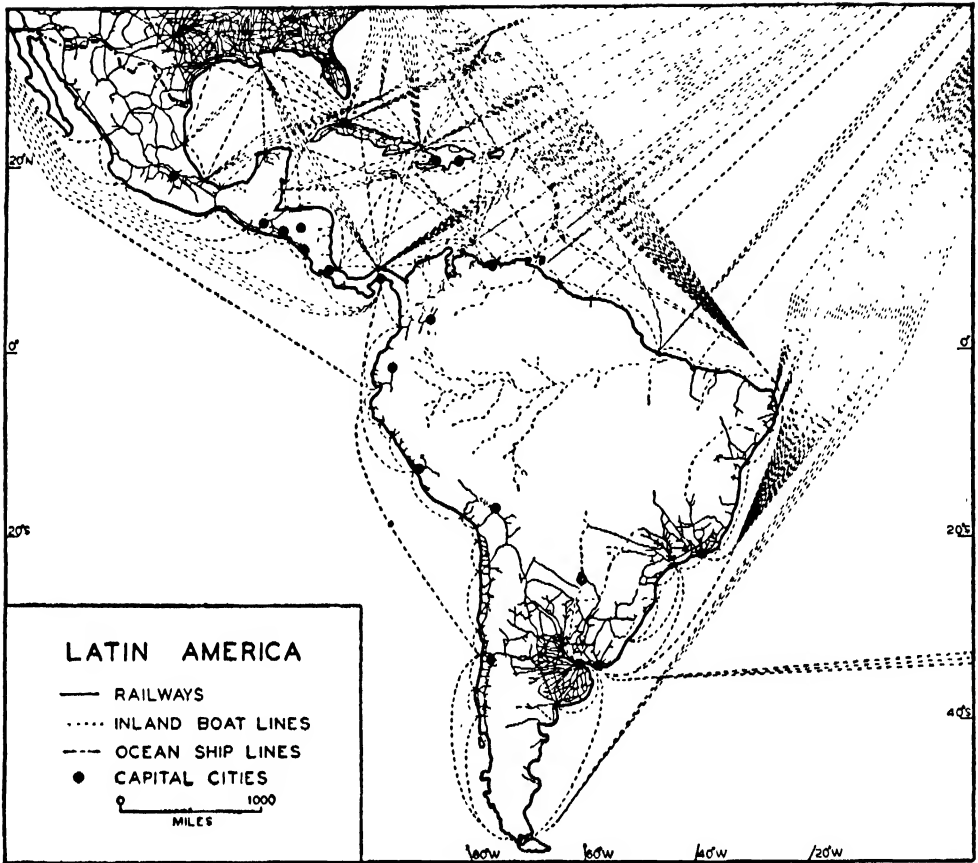 20°N
0°
0°
20°S
20°S
40°S
LATIN AMERICA
RAILWAYS
INLAND BOAT LINES
OCEAN SHIP LINES
CAPITAL CITIES
0 1000
MILES
80°W 60°W 40°W 20°W